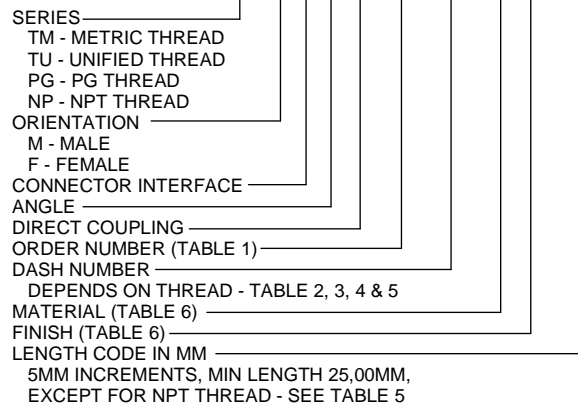 SERIES
TM - METRIC THREAD
TU - UNIFIED THREAD
PG - PG THREAD
NP - NPT THREAD
ORIENTATION
M - MALE
F - FEMALE
CONNECTOR INTERFACE
ANGLE
DIRECT COUPLING
ORDER NUMBER (TABLE 1)
DASH NUMBER
DEPENDS ON THREAD - TABLE 2, 3, 4 & 5
MATERIAL (TABLE 6)
FINISH (TABLE 6)
LENGTH CODE IN MM
5MM INCREMENTS, MIN LENGTH 25,00MM,
EXCEPT FOR NPT THREAD - SEE TABLE 5